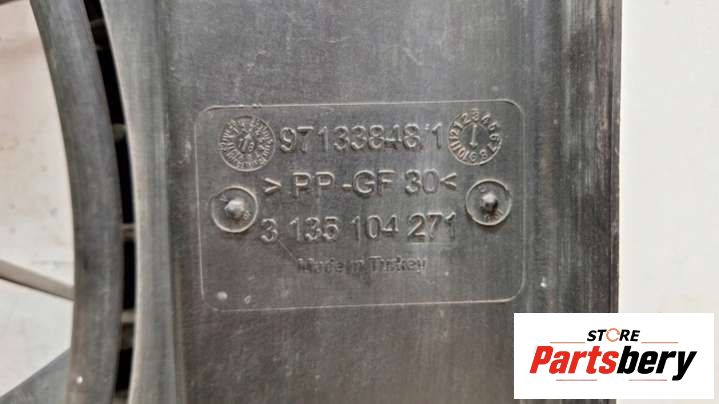 97133848/1
> PP-GF 30<
3 135 104 271
Made in Turkey
STORE
Partsbery